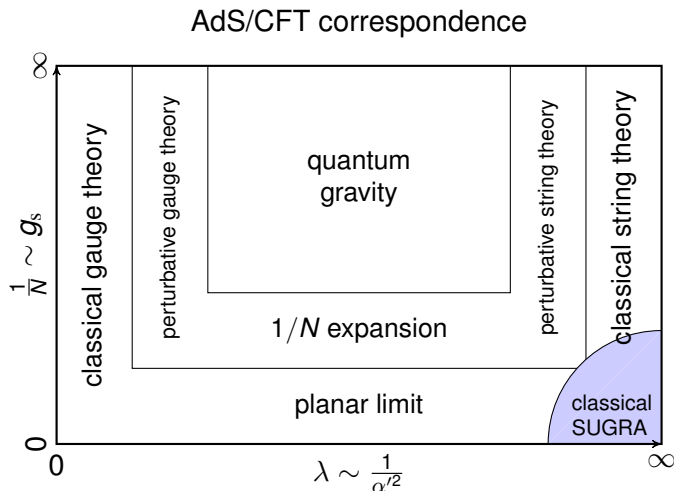 AdS/CFT correspondence
∞
classical gauge theory
perturbative gauge theory
quantum
gravity
perturbative string theory
classical string theory
1/N ∼ gₛ
1/N expansion
planar limit
classical
SUGRA
0
0
λ ∼ 1/α′²
∞